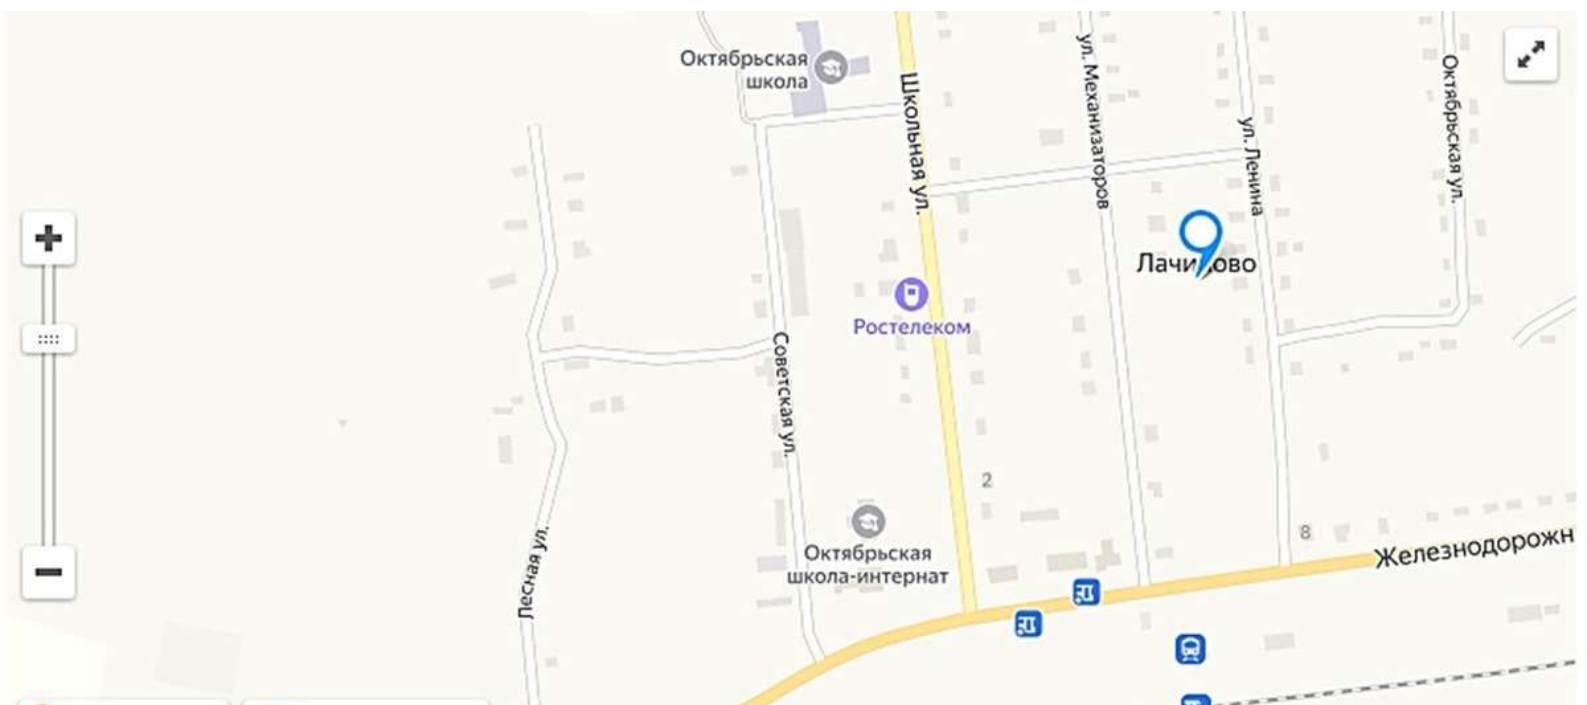 Октябрьская
школа
Школьная ул.
ул. Механизаторов
ул. Ленина
Октябрьская ул.
Лачиново
Ростелеком
Советская ул.
2
8
Октябрьская
школа-интернат
Железнодорожн
Лесная ул.